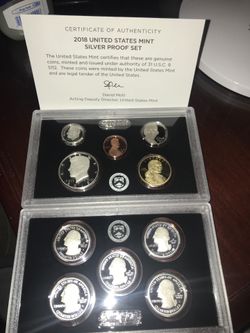 CERTIFICATE OF AUTHENTICITY
2018 UNITED STATES MINT
SILVER PROOF SET
The United States Mint certifies that these are genuine
coins, minted and issued under authority of 31 U.S.C. §
5112. These coins were minted by the United States Mint
and are legal tender of the United States.
David Motl
Acting Deputy Director, United States Mint